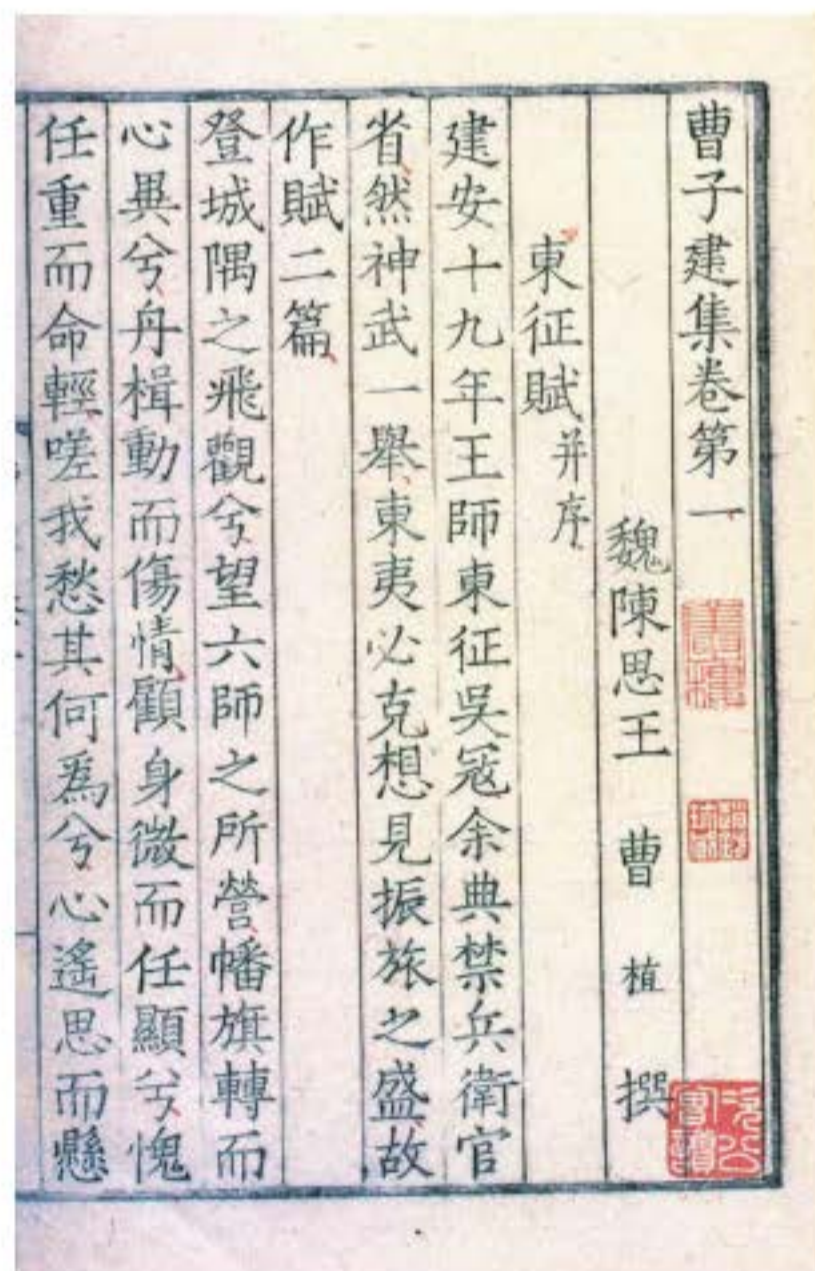 曹子建集卷第一
魏陳思王 曹 植 撰
東征賦并序
建安十九年王師東征吳冦余典禁兵衛官
省然神武一舉東夷必克想見振旅之盛故
作賦二篇
登城隅之飛觀兮望六師之所營幡旗轉而
心異兮舟楫動而傷情顧身微而任顯兮愧
任重而命輕嗟我愁其何爲兮心遙思而懸